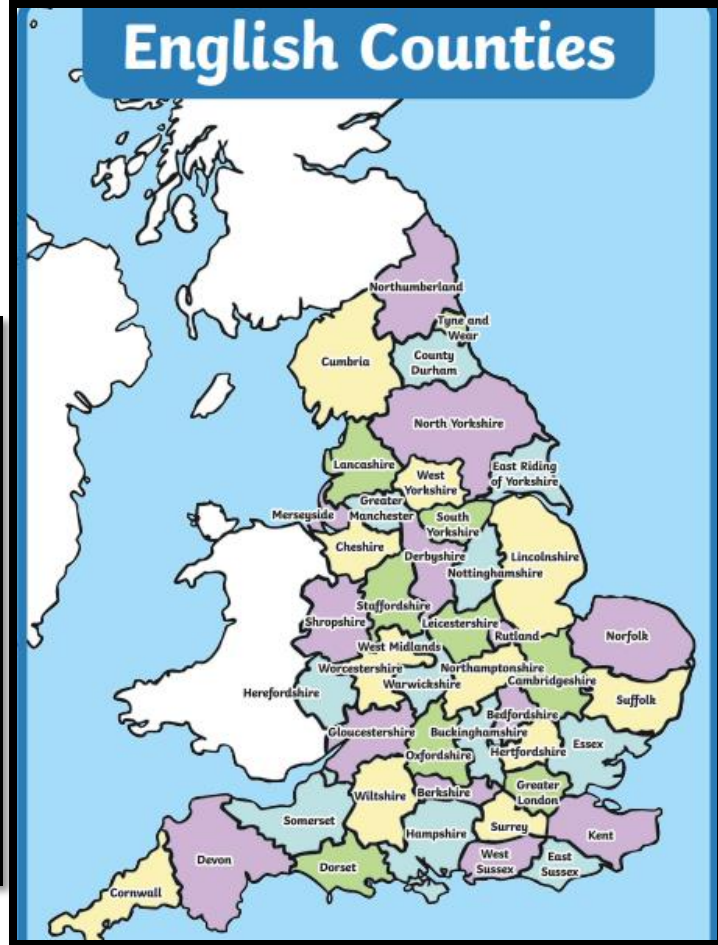 English Counties
Northumberland
Tyne and
Wear
Cumbria
County
Durham
North Yorkshire
Lancashire
West
Yorkshire
East Riding
of Yorkshire
Merseyside
Greater
Manchester
South
Yorkshire
Cheshire
Derbyshire
Lincolnshire
Nottinghamshire
Staffordshire
Shropshire
Leicestershire
Rutland
Norfolk
West Midlands
Worcestershire
Northamptonshire
Cambridgeshire
Herefordshire
Warwickshire
Suffolk
Bedfordshire
Gloucestershire
Buckinghamshire
Essex
Oxfordshire
Hertfordshire
Wiltshire
Berkshire
Greater
London
Somerset
Hampshire
Surrey
Kent
Devon
Dorset
West
Sussex
East
Sussex
Cornwall